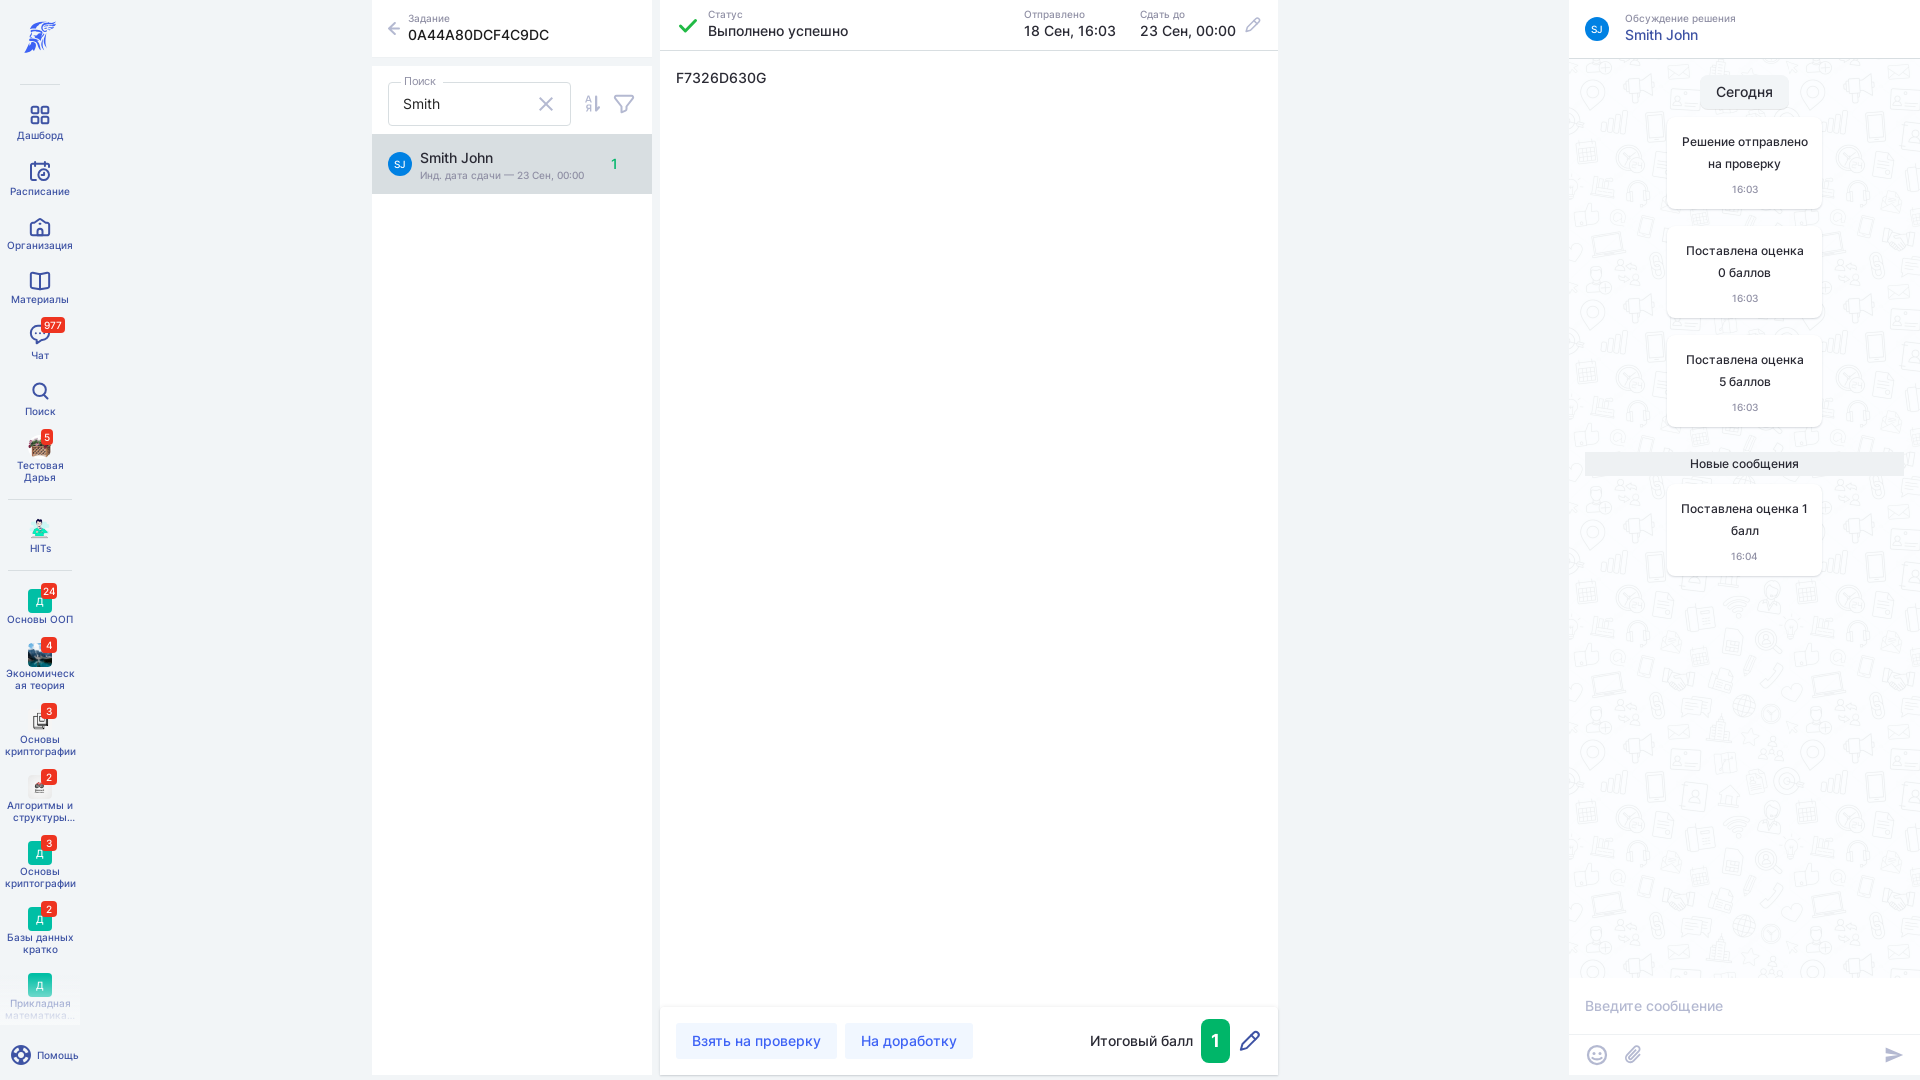 Дашборд
Расписание
Организация
Материалы
977
Чат
Поиск
5
Тестовая
Дарья
HITs
24
Д
Основы ООП
4
Экономическ
ая теория
3
Основы
криптографии
2
Алгоритмы и
структуры...
3
Д
Основы
криптографии
2
Д
Базы данных
кратко
Д
Прикладная
математика...
Помощь
Задание
0A44A80DCF4C9DC
Поиск
Smith
А
Я
SJ
Smith John
Инд. дата сдачи — 23 Сен, 00:00
1
Статус
Выполнено успешно
Отправлено
18 Сен, 16:03
Сдать до
23 Сен, 00:00
F7326D630G
Взять на проверку
На доработку
Итоговый балл
1
SJ
Обсуждение решения
Smith John
Сегодня
Решение отправлено
на проверку
16:03
Поставлена оценка
0 баллов
16:03
Поставлена оценка
5 баллов
16:03
Новые сообщения
Поставлена оценка 1
балл
16:04
Введите сообщение